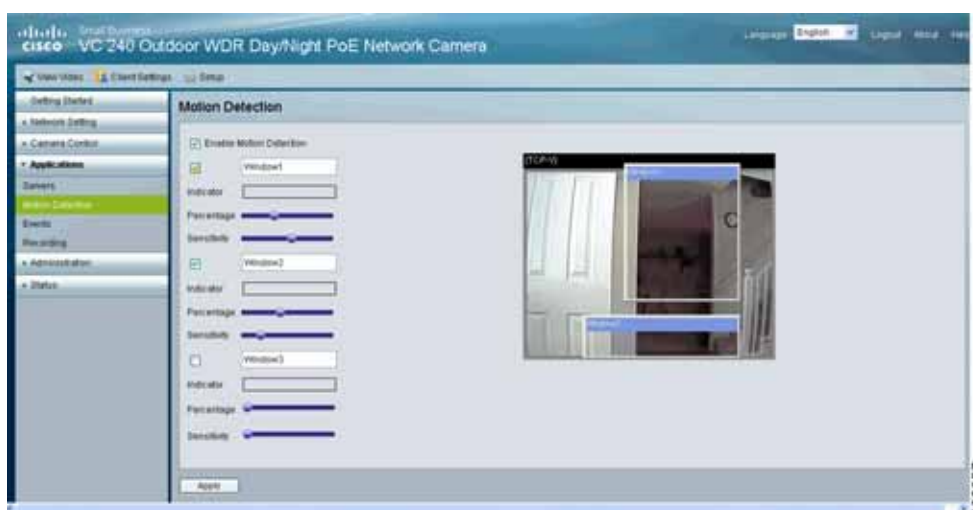 Small Business
cisco VC 240 Outdoor WDR Day/Night PoE Network Camera
Language English Logout About Help
View Video Client Settings Setup
Getting Started
Network Setting
Camera Control
Applications
Servers
Motion Detection
Events
Recording
Administration
Status
Motion Detection
Enable Motion Detection
Window1
Indicator
Percentage
Sensitivity
Window2
Indicator
Percentage
Sensitivity
Window3
Indicator
Percentage
Sensitivity
(TCP-V)
Apply